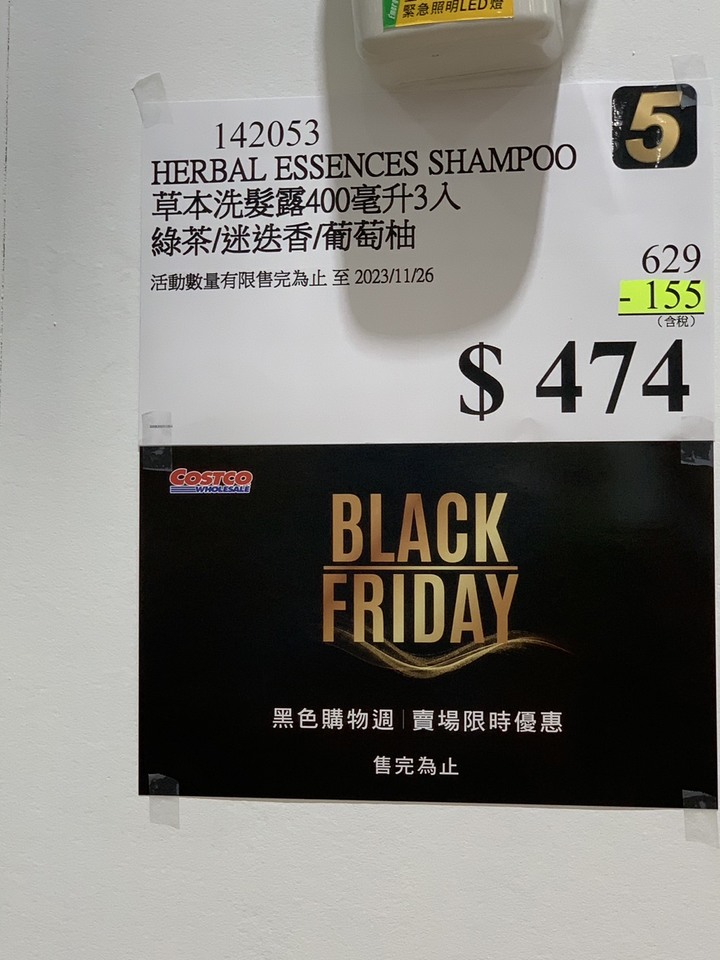 緊急照明LED燈
5
142053
HERBAL ESSENCES SHAMPOO
草本洗髮露400毫升3入
綠茶/迷迭香/葡萄柚
活動數量有限售完為止 至 2023/11/26
629
- 155
(含稅)
$ 474
COSTCO
WHOLESALE
BLACK
FRIDAY
黑色購物週 | 賣場限時優惠
售完為止